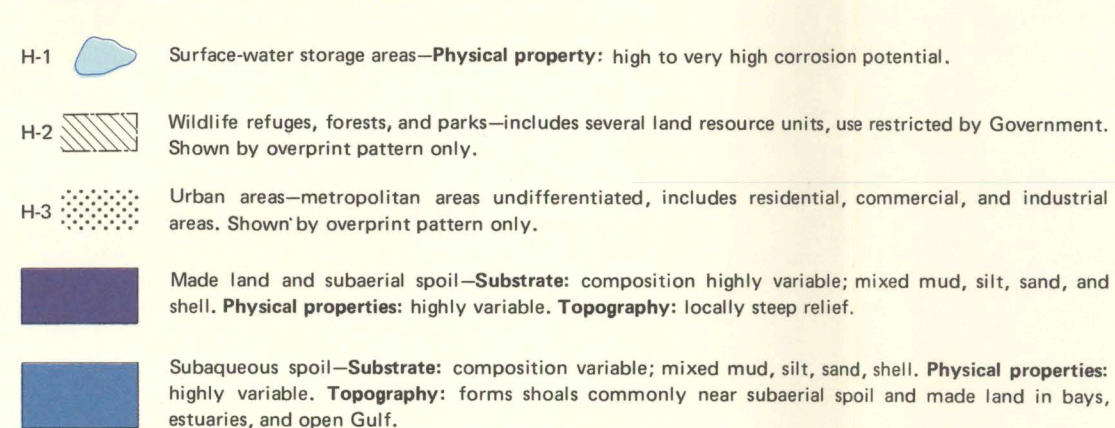 H-1 Surface-water storage areas—Physical property: high to very high corrosion potential.
H-2 Wildlife refuges, forests, and parks—includes several land resource units, use restricted by Government.
Shown by overprint pattern only.
H-3 Urban areas—metropolitan areas undifferentiated, includes residential, commercial, and industrial
areas. Shown by overprint pattern only.
Made land and subaerial spoil—Substrate: composition highly variable; mixed mud, silt, sand, and
shell. Physical properties: highly variable. Topography: locally steep relief.
Subaqueous spoil—Substrate: composition variable; mixed mud, silt, sand, shell. Physical properties:
highly variable. Topography: forms shoals commonly near subaerial spoil and made land in bays,
estuaries, and open Gulf.